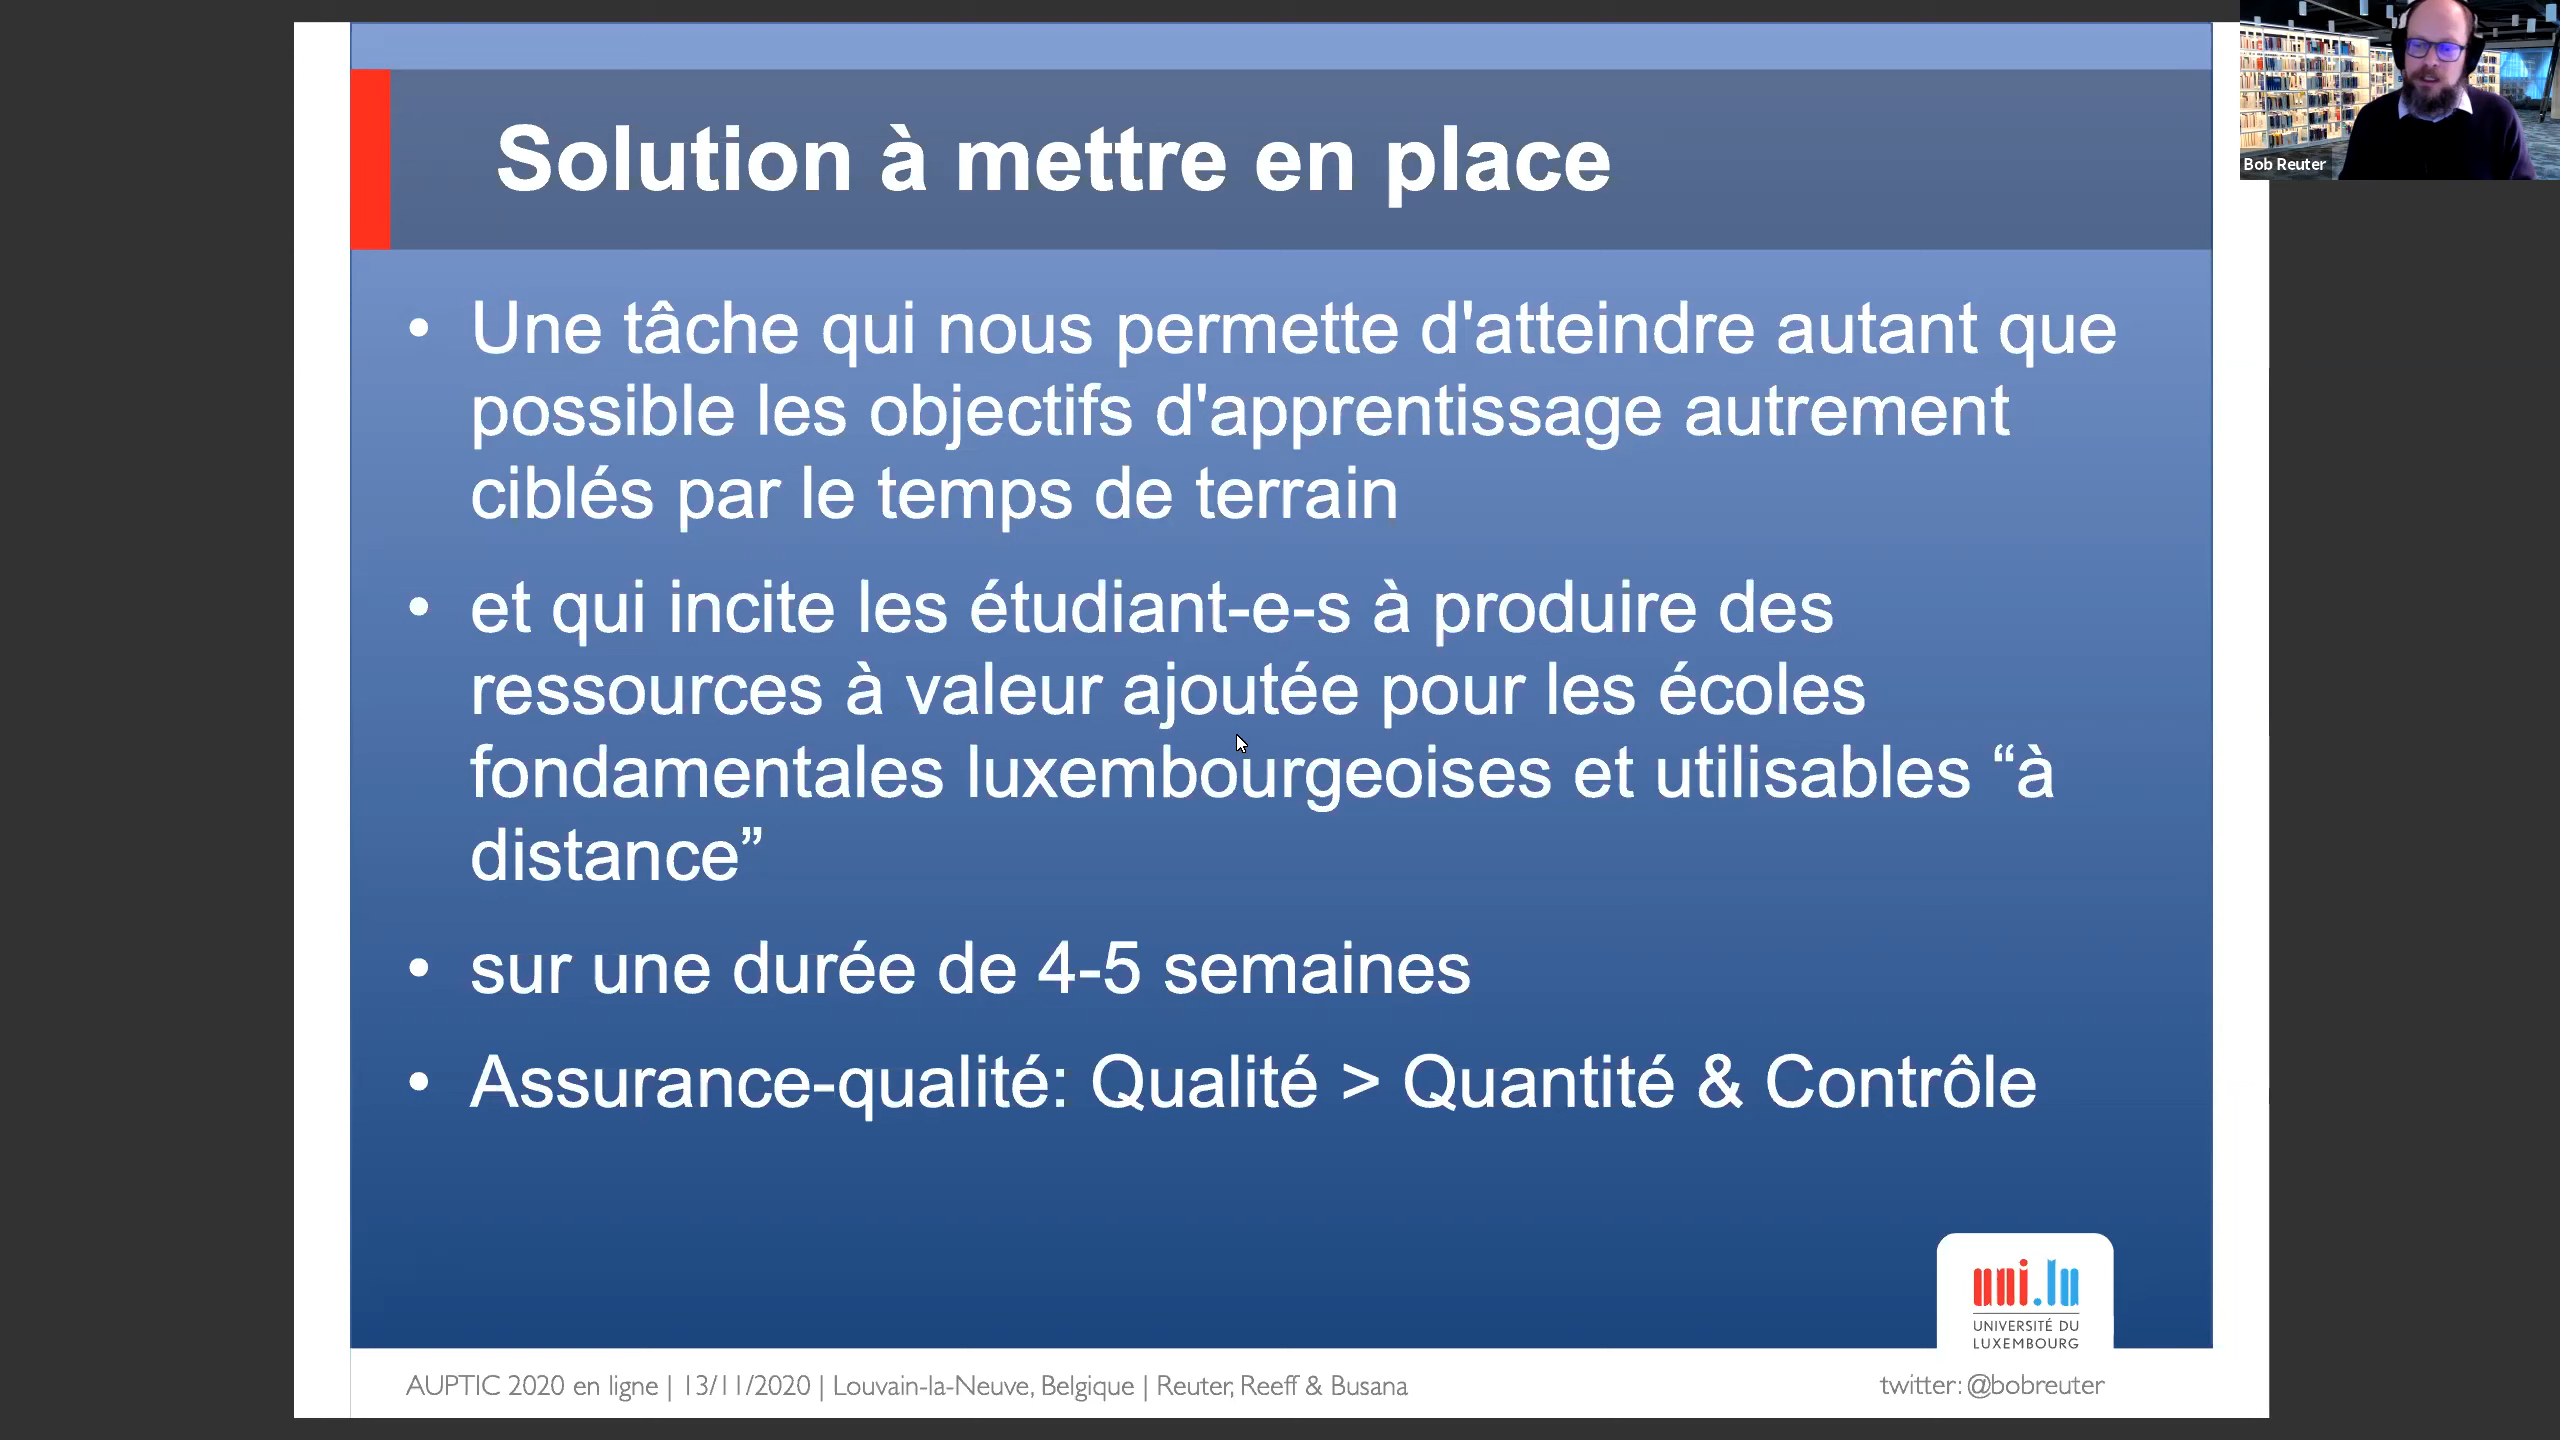 Solution à mettre en place
Bob Reuter
• Une tâche qui nous permette d'atteindre autant que
possible les objectifs d'apprentissage autrement
ciblés par le temps de terrain
• et qui incite les étudiant-e-s à produire des
ressources à valeur ajoutée pour les écoles
fondamentales luxembourgeoises et utilisables “à
distance”
• sur une durée de 4-5 semaines
• Assurance-qualité: Qualité > Quantité & Contrôle
uni.lu
UNIVERSITÉ DU
LUXEMBOURG
AUPTIC 2020 en ligne | 13/11/2020 | Louvain-la-Neuve, Belgique | Reuter, Reeff & Busana
twitter: @bobreuter